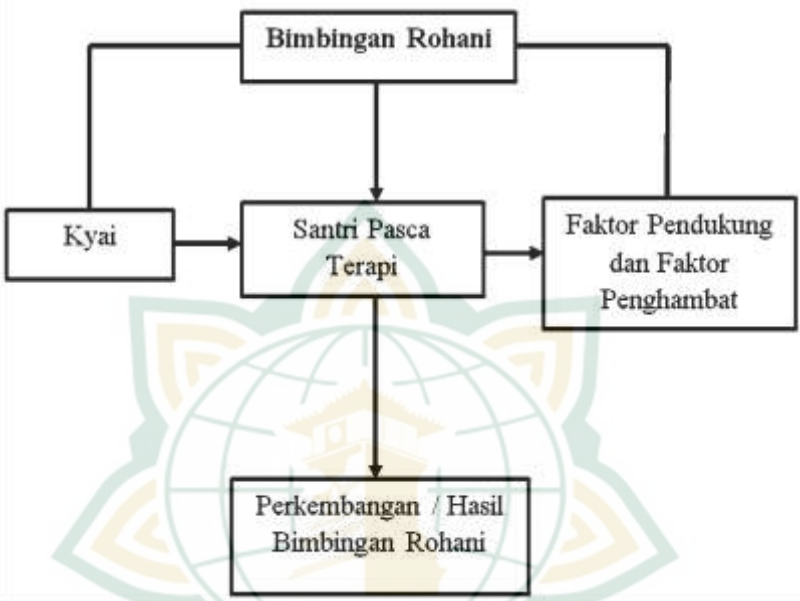 Bimbingan Rohani
Kyai
Santri Pasca
Terapi
Faktor Pendukung
dan Faktor
Penghambat
Perkembangan / Hasil
Bimbingan Rohani